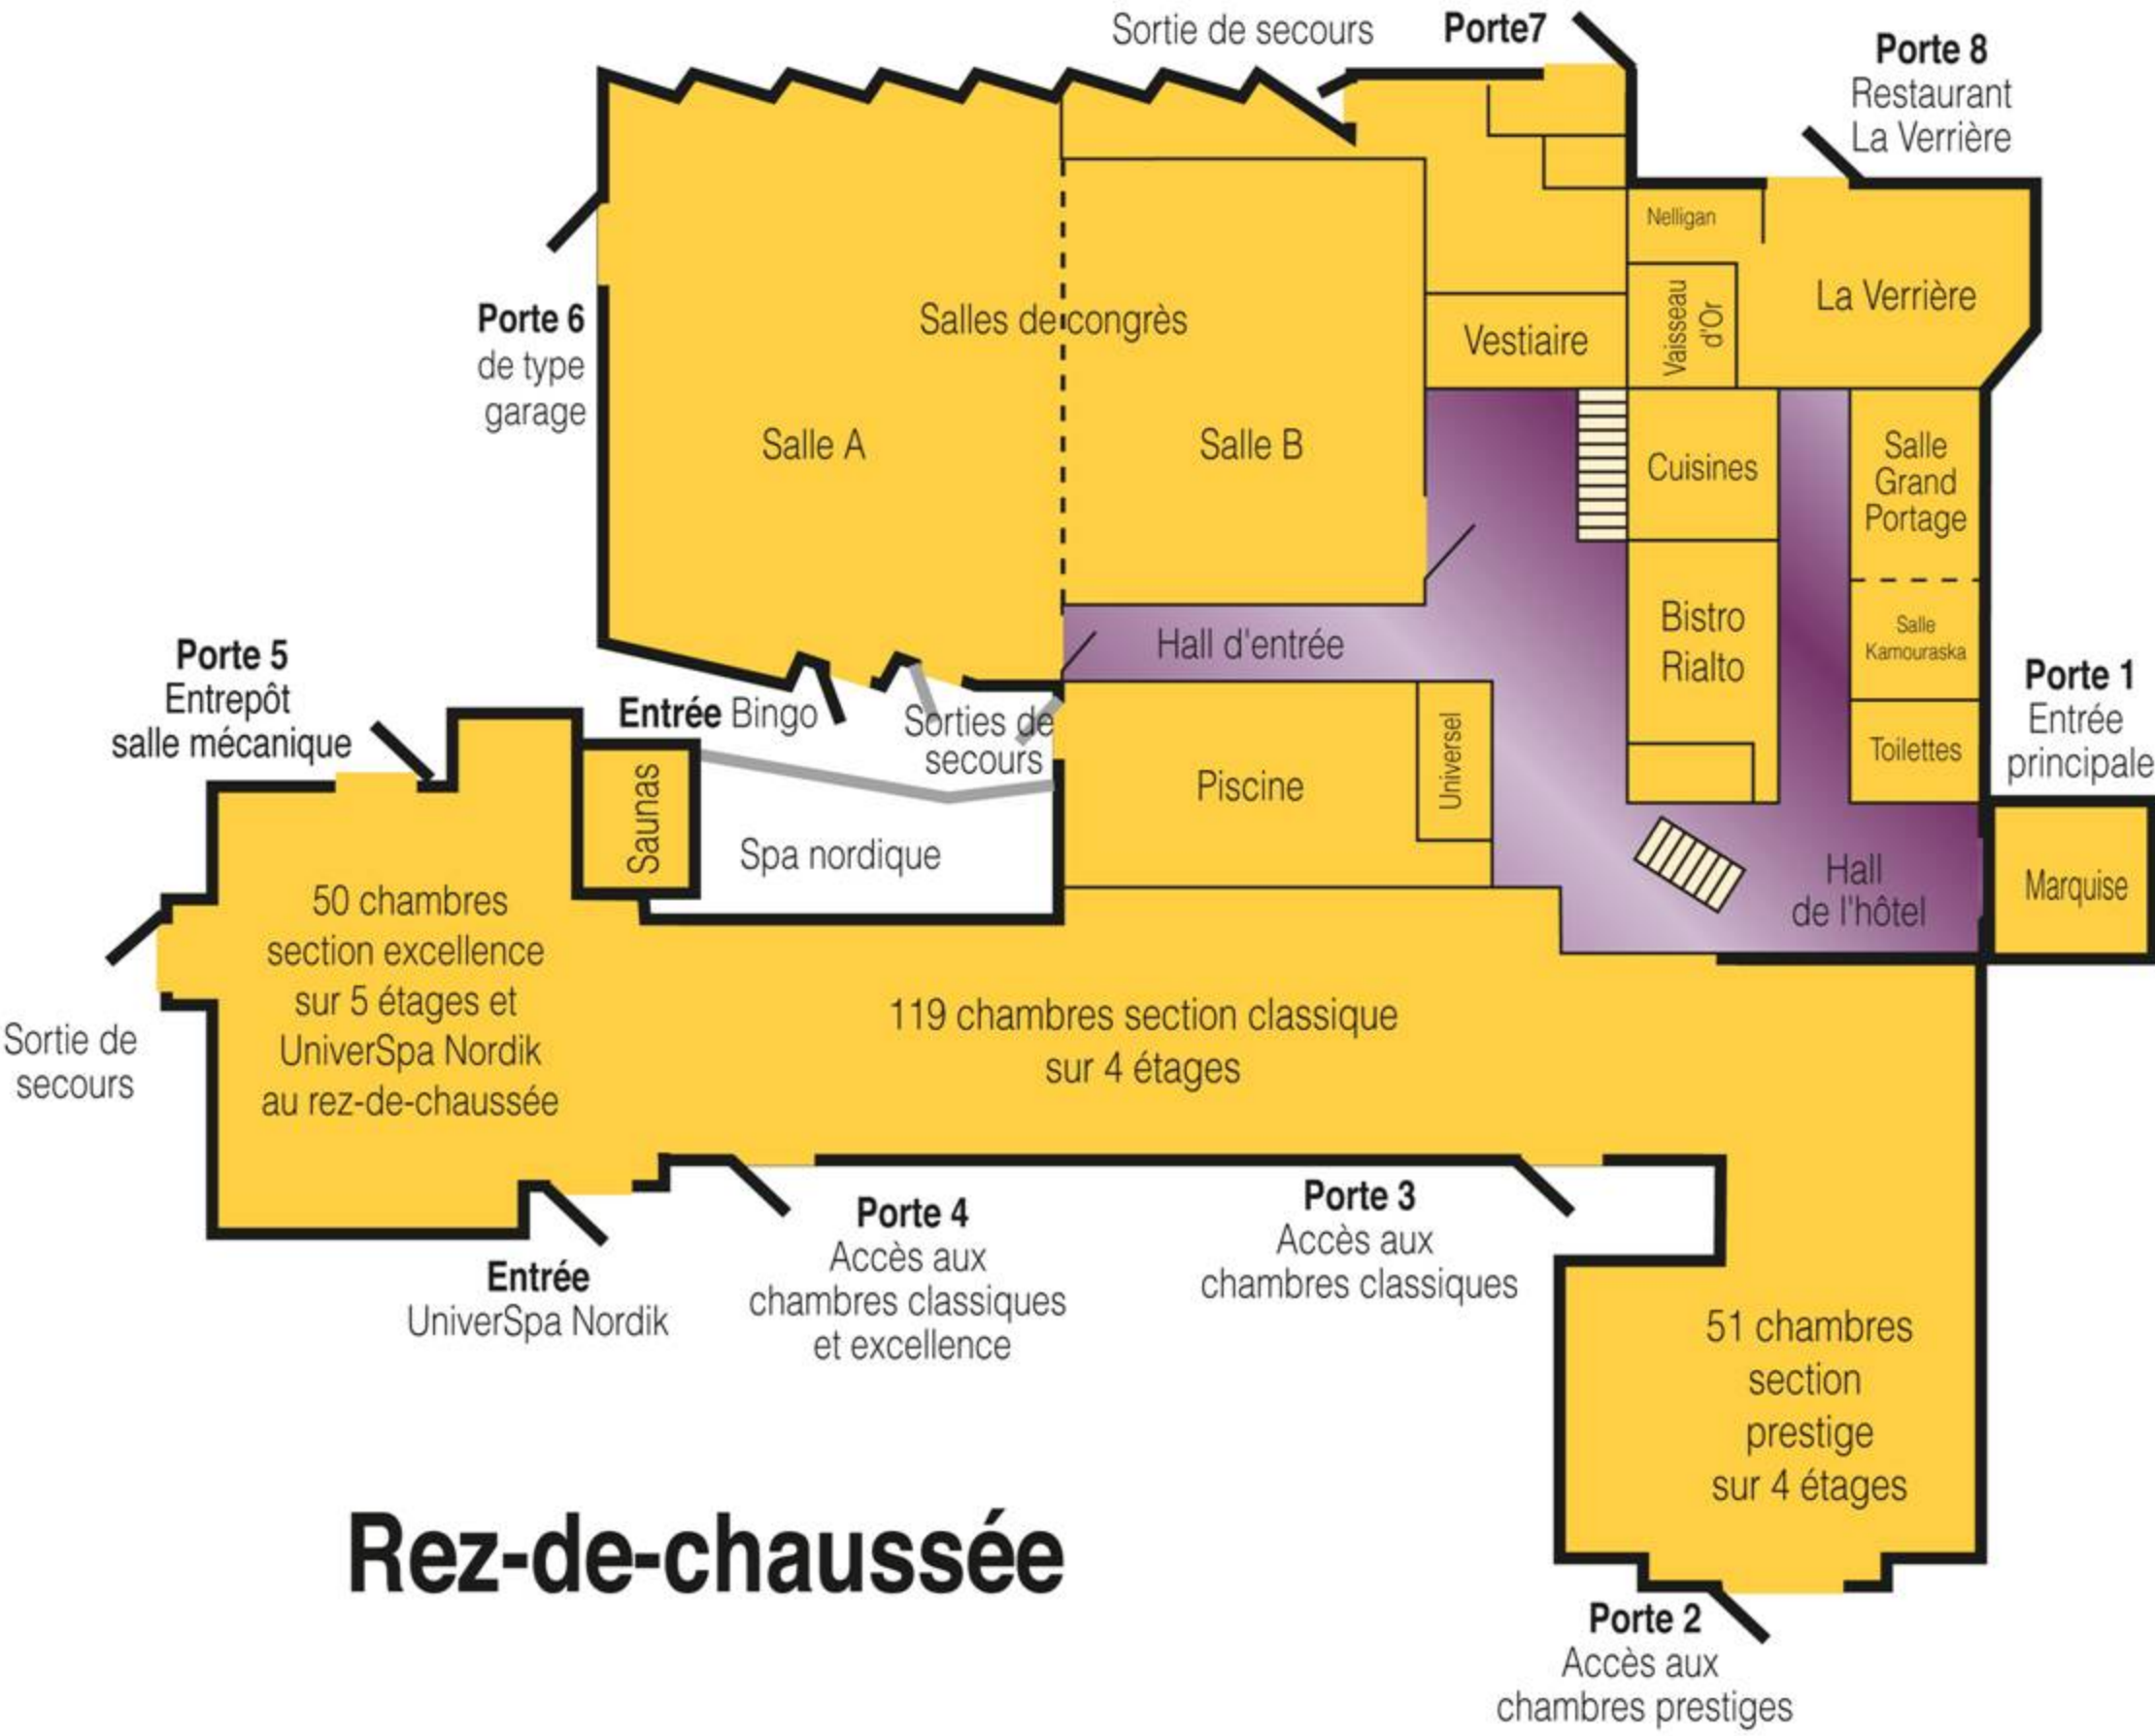 Sortie de secours
Porte7
Porte 8
Restaurant
La Verrière
Nelligan
Vaisseau
d'Or
La Verrière
Porte 6
de type
garage
Salles de congrès
Vestiaire
Salle A
Salle B
Cuisines
Salle
Grand
Portage
Bistro
Rialto
Salle
Kamouraska
Hall d'entrée
Porte 5
Entrepôt
salle mécanique
Entrée Bingo
Sorties de
secours
Universel
Toilettes
Porte 1
Entrée
principale
Piscine
Saunas
Spa nordique
Hall
de l'hôtel
Marquise
50 chambres
section excellence
sur 5 étages et
UniverSpa Nordik
au rez-de-chaussée
119 chambres section classique
sur 4 étages
Sortie de
secours
Entrée
UniverSpa Nordik
Porte 4
Accès aux
chambres classiques
et excellence
Porte 3
Accès aux
chambres classiques
51 chambres
section
prestige
sur 4 étages
Rez-de-chaussée
Porte 2
Accès aux
chambres prestiges